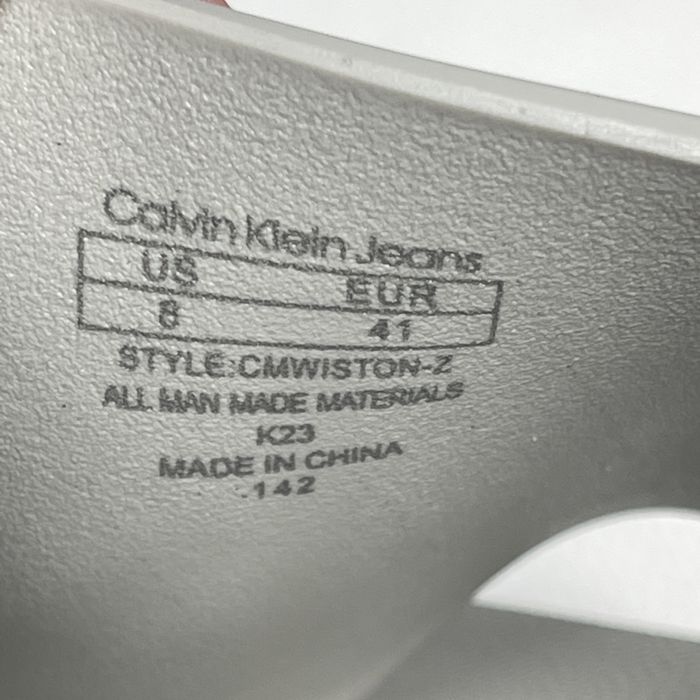 Calvin Klein Jeans
US EUR
8 41
STYLE:CMWISTON-Z
ALL MAN MADE MATERIALS
K23
MADE IN CHINA
.142